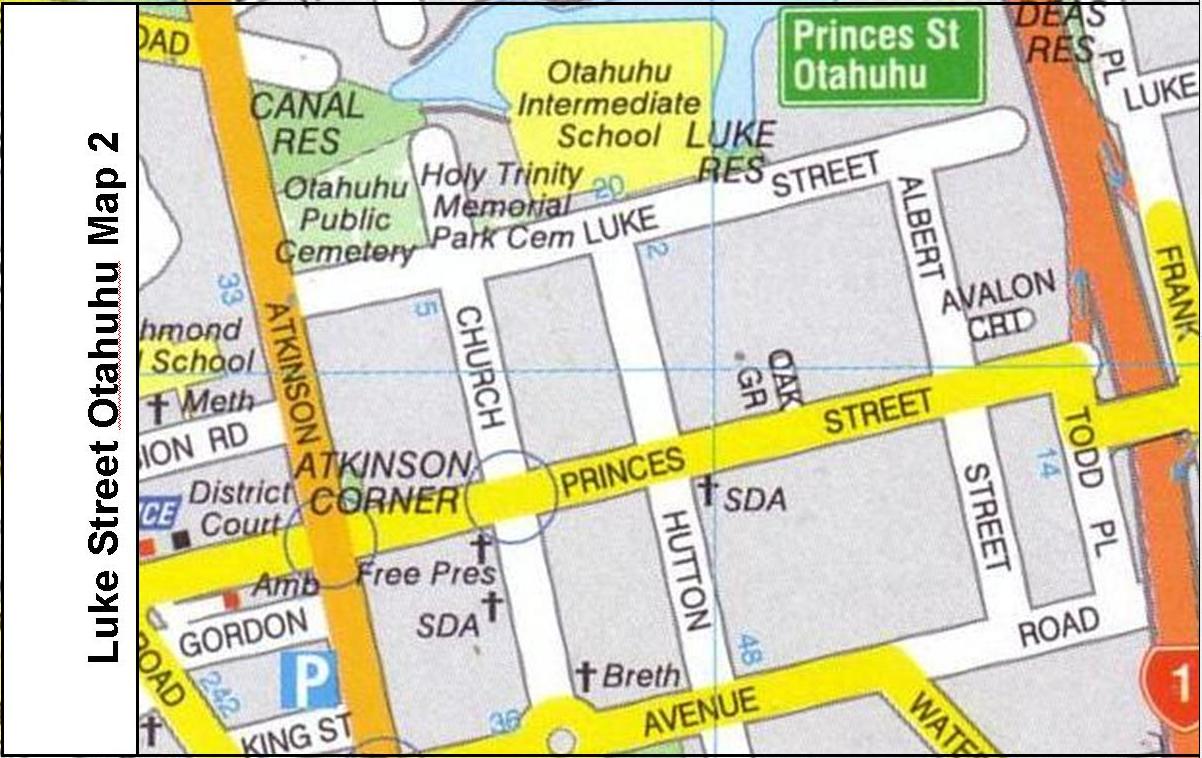 Luke Street Otahuhu Map 2
OAD
CANAL
RES
Otahuhu
Intermediate
School
Princes St
Otahuhu
DEAS
RES
PL
LUKE
LUKE
RES
Otahuhu
Public
Cemetery
Holy Trinity
Memorial
Park Cem
20
LUKE
STREET
ALBERT
2
33
5
ATKINSON
CHURCH
AVALON
CRT
FRANK
hmond
School
Meth
ION RD
OAK
GR
ATKINSON
CORNER
PRINCES
STREET
TODD
PL
14
CE
District
Court
SDA
STREET
HUTTON
Amb
Free Pres
SDA
GORDON
ROAD
ROAD
242
P
Breth
48
36
AVENUE
KING ST
WATE
1